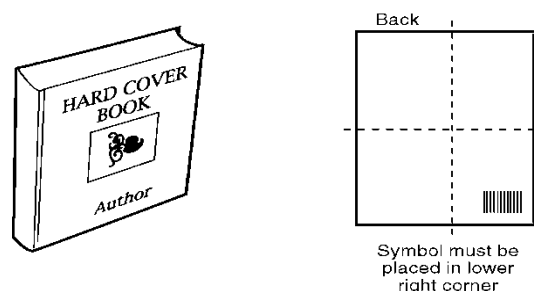 HARD COVER
BOOK
Author
Back
Symbol must be
placed in lower
right corner